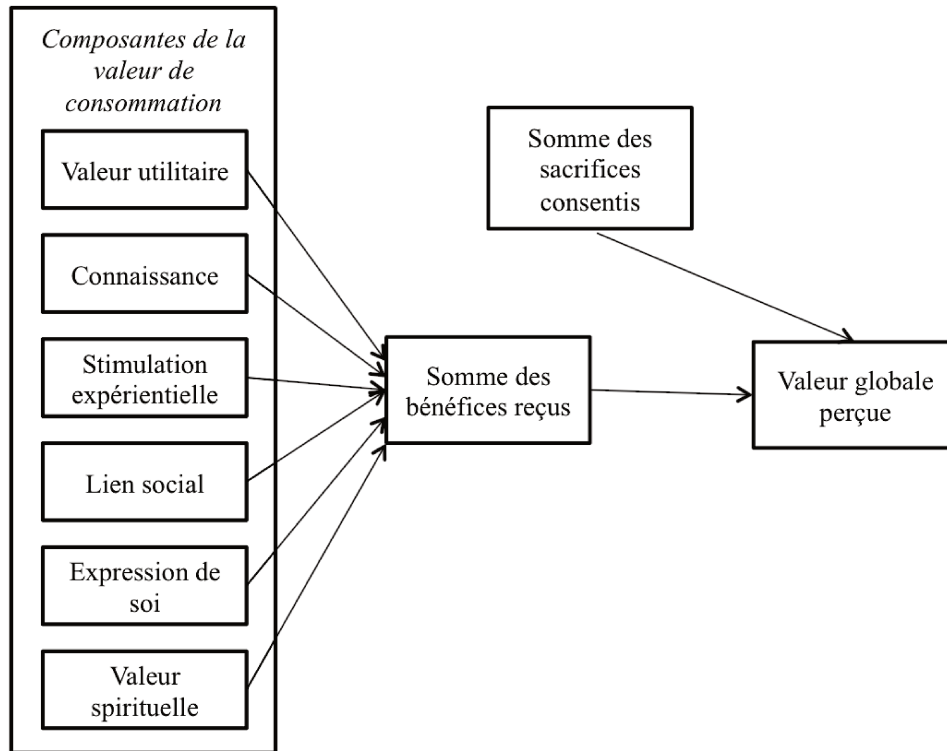 Composantes de la
valeur de
consommation
Valeur utilitaire
Connaissance
Stimulation
expérientielle
Lien social
Expression de
soi
Valeur
spirituelle
Somme des
bénéfices reçus
Somme des
sacrifices
consentis
Valeur globale
perçue